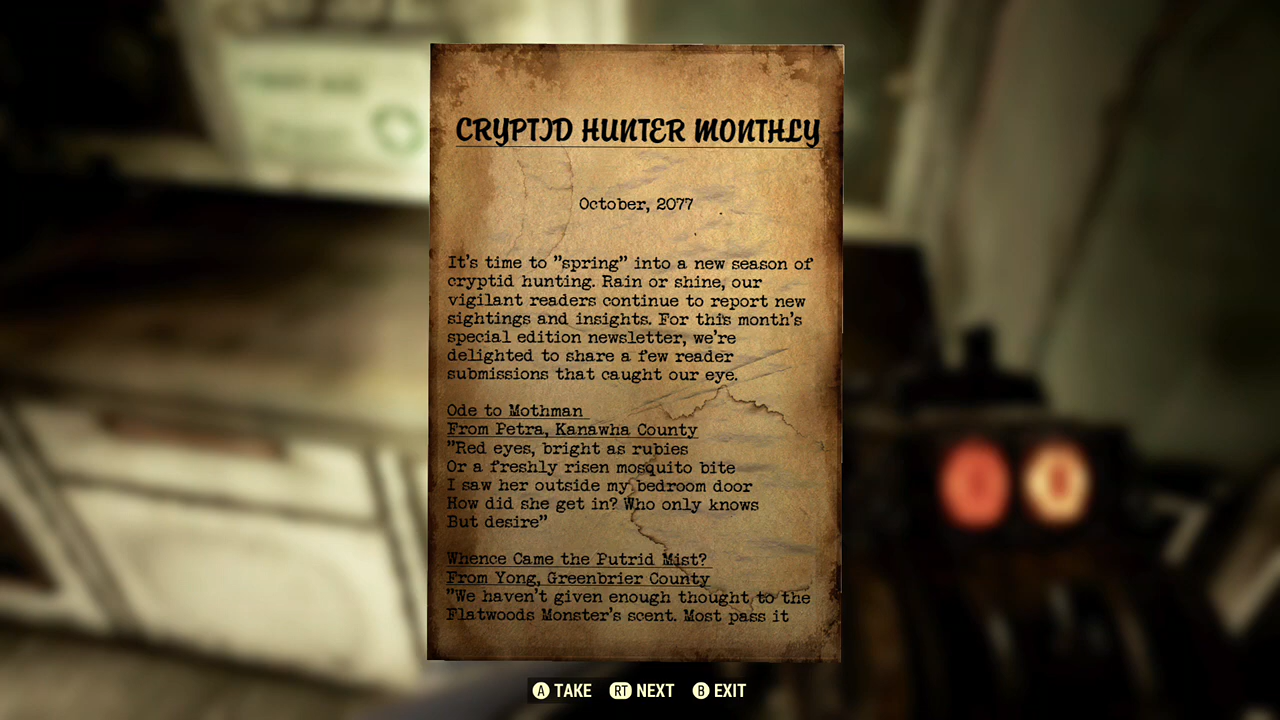 CRYPTID HUNTER MONTHLY
October, 2077
It's time to "spring" into a new season of
cryptid hunting. Rain or shine, our
vigilant readers continue to report new
sightings and insights. For this month's
special edition newsletter, we're
delighted to share a few reader
submissions that caught our eye.
Ode to Mothman
From Petra, Kanawha County
"Red eyes, bright as rubies
Or a freshly risen mosquito bite
I saw her outside my bedroom door
How did she get in? Who only knows
But desire"
Whence Came the Putrid Mist?
From Yong, Greenbrier County
"We haven't given enough thought to the
Flatwoods Monster's scent. Most pass it
A TAKE RT NEXT B EXIT